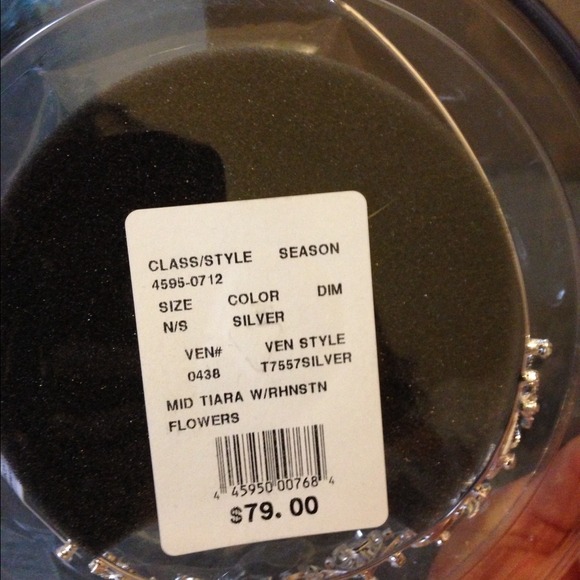 CLASS/STYLE SEASON
4595-0712
SIZE COLOR DIM
N/S SILVER
VEN# VEN STYLE
0438 T7557SILVER
MID TIARA W/RHNSTN
FLOWERS
4 45950 00768 4
$79.00